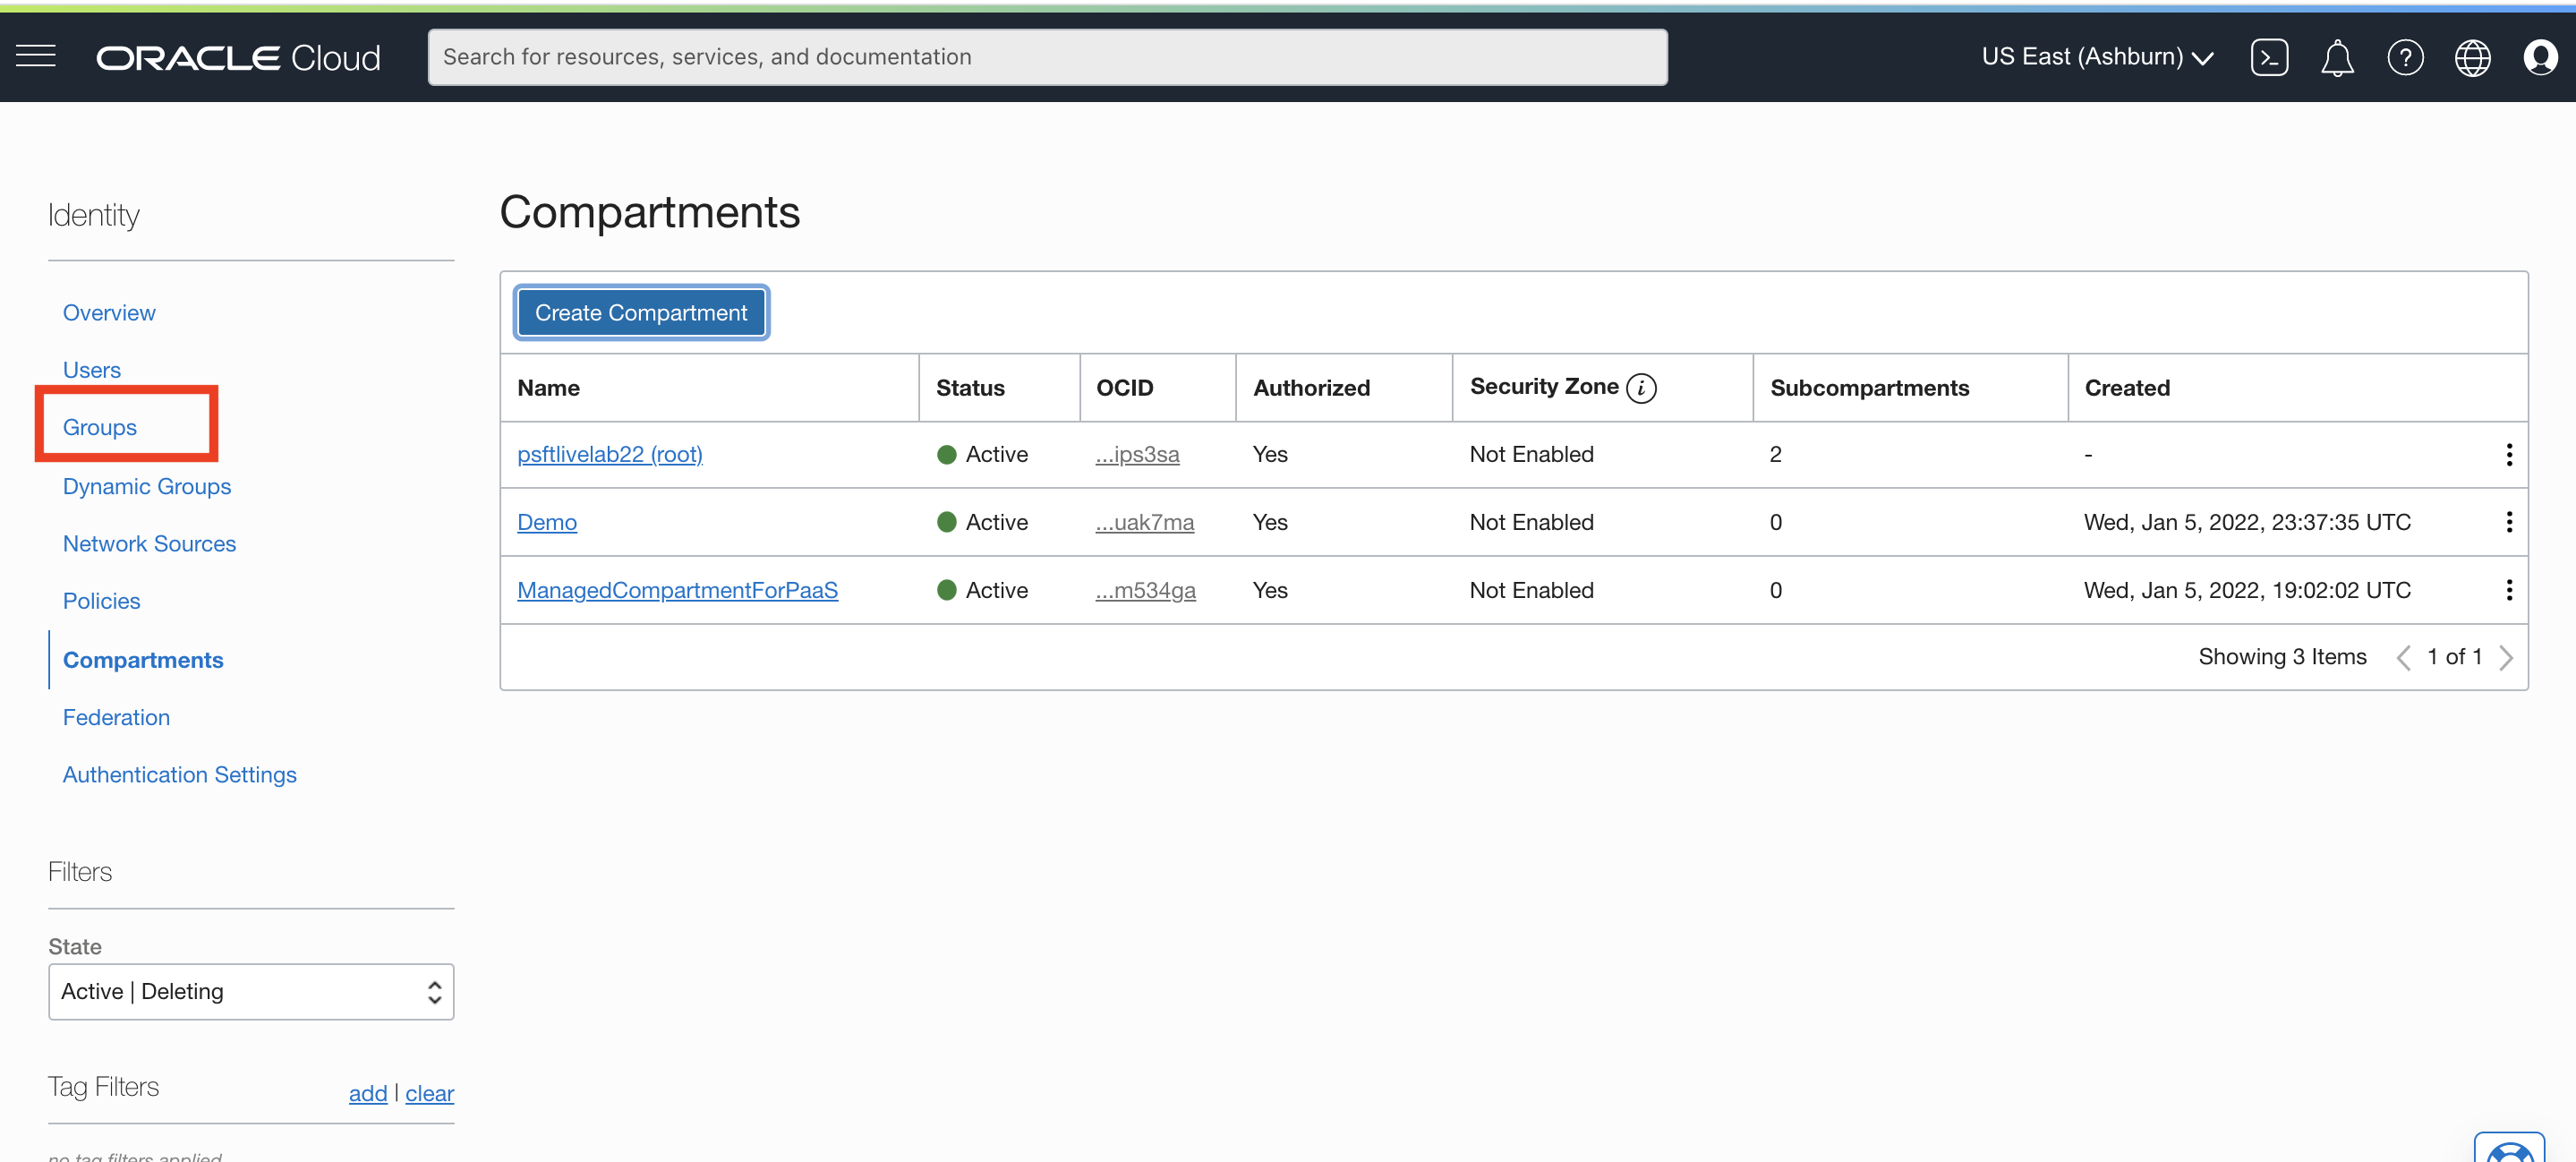 ORACLE Cloud
Search for resources, services, and documentation
US East (Ashburn)
Identity
Overview
Users
Groups
Dynamic Groups
Network Sources
Policies
Compartments
Federation
Authentication Settings
Filters
State
Active | Deleting
Tag Filters
add | clear
no tag filters applied
Compartments
Create Compartment
Name Status OCID Authorized Security Zone i Subcompartments Created
psftlivelab22 (root) Active ...ips3sa Yes Not Enabled 2 -
Demo Active ...uak7ma Yes Not Enabled 0 Wed, Jan 5, 2022, 23:37:35 UTC
ManagedCompartmentForPaaS Active ...m534ga Yes Not Enabled 0 Wed, Jan 5, 2022, 19:02:02 UTC
Showing 3 Items 1 of 1